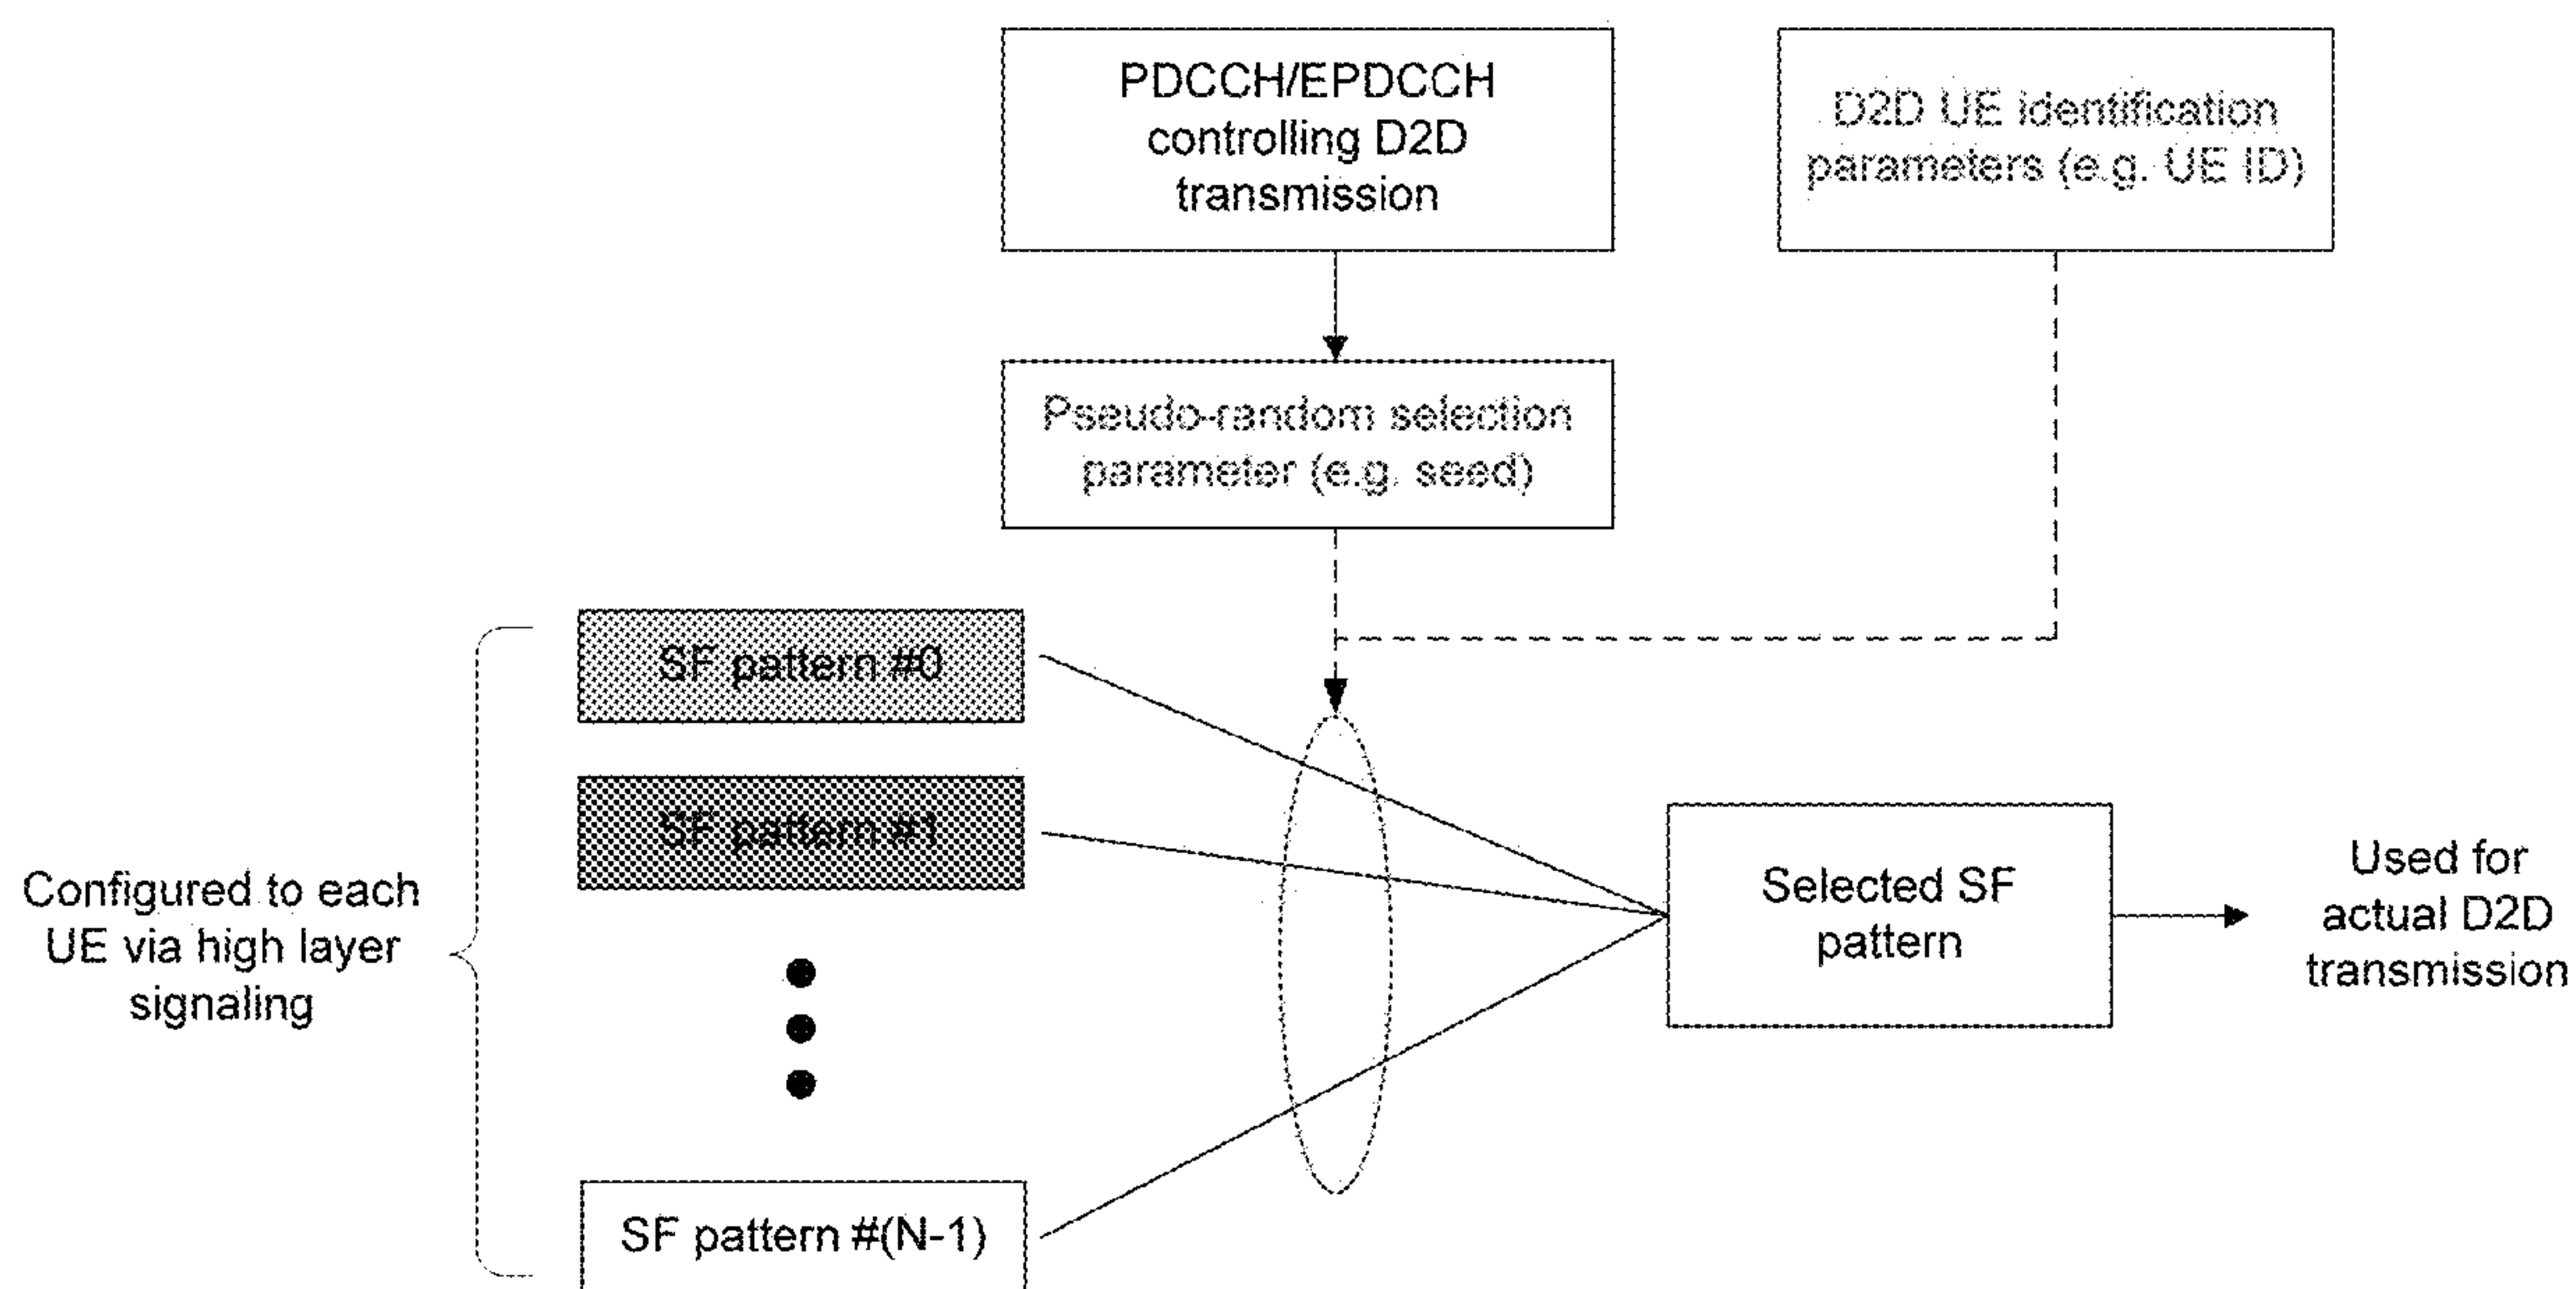 PDCCH/EPDCCH
controlling D2D
transmission
D2D UE identification
parameters (e.g. UE ID)
Pseudo-random selection
parameter (e.g. seed)
SF pattern #0
SF pattern #1
SF pattern #(N-1)
Configured to each
UE via high layer
signaling
Selected SF
pattern
Used for
actual D2D
transmission